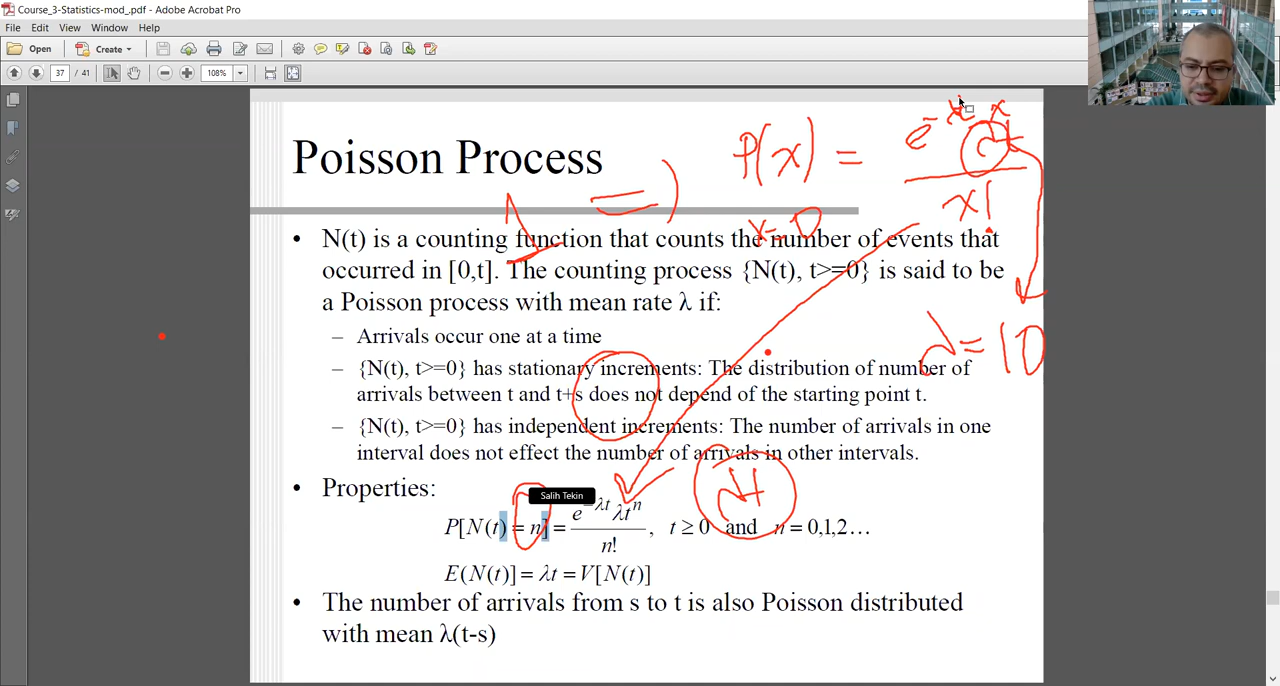 Course_3-Statistics-mod_.pdf - Adobe Acrobat Pro
File Edit View Window Help
Open Create
37 / 41 108%
Poisson Process
P(x) = e^-λt λt^x / x!
x=0
λ =)
• N(t) is a counting function that counts the number of events that
occurred in [0,t]. The counting process {N(t), t>=0} is said to be
a Poisson process with mean rate λ if:
– Arrivals occur one at a time
λ=10
– {N(t), t>=0} has stationary increments: The distribution of number of
arrivals between t and t+s does not depend of the starting point t.
– {N(t), t>=0} has independent increments: The number of arrivals in one
interval does not effect the number of arrivals in other intervals.
• Properties:
λt
Salih Tekin
P[N(t) = n] = e^-λt λt^n / n!, t ≥ 0 and n = 0,1,2...
E(N(t)] = λt = V[N(t)]
• The number of arrivals from s to t is also Poisson distributed
with mean λ(t-s)